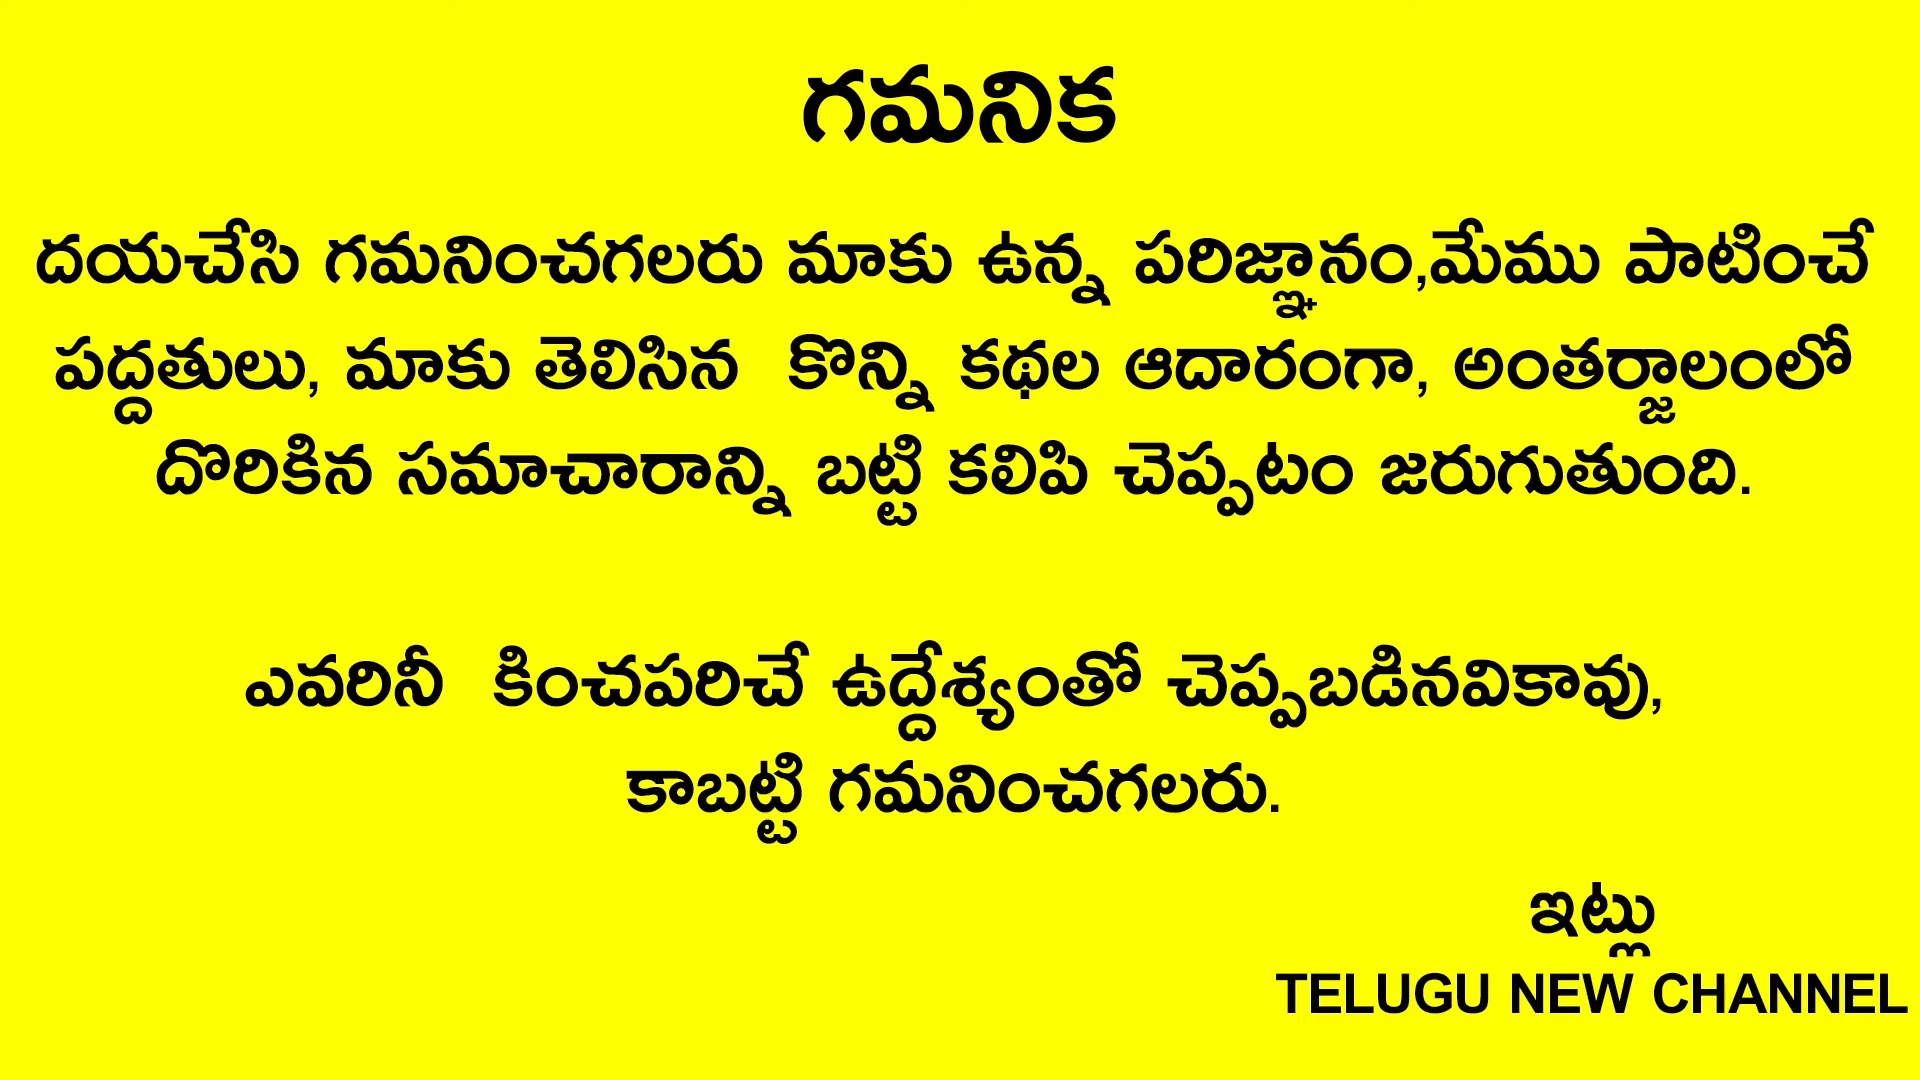 గమనిక
దయచేసి గమనించగలరు మాకు ఉన్న పరిజ్ఞానం,మేము పాటించే
పద్దతులు, మాకు తెలిసిన కొన్ని కథల ఆదారంగా, అంతర్జాలంలో
దొరికిన సమాచారాన్ని బట్టి కలిపి చెప్పటం జరుగుతుంది.
ఎవరినీ కించపరిచే ఉద్దేశ్యంతో చెప్పబడినవికావు,
కాబట్టి గమనించగలరు.
ఇట్లు
TELUGU NEW CHANNEL